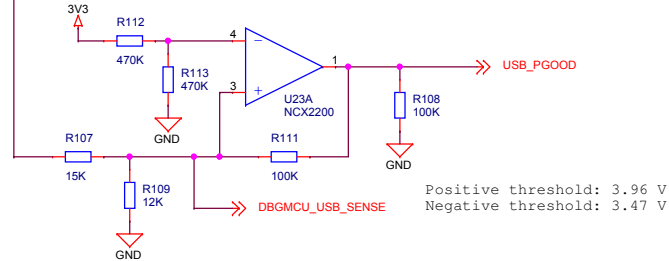 3V3
R112
470K
4
R113
470K
1
USB_PGOOD
3
U23A
NCX2200
R108
100K
GND
GND
R107
15K
R111
100K
R109
12K
DBGMCU_USB_SENSE
Positive threshold: 3.96 V
Negative threshold: 3.47 V
GND